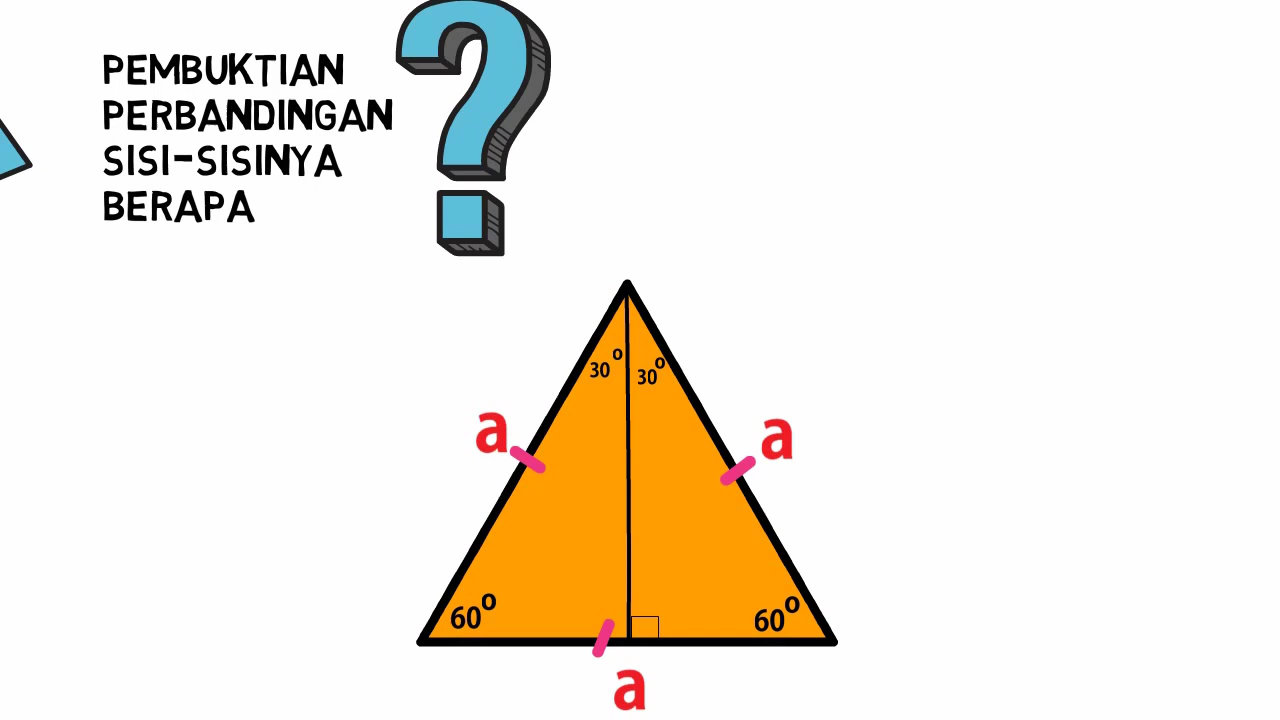 PEMBUKTIAN
PERBANDINGAN
SISI-SISINYA
BERAPA
?
30° 30°
a a
60° 60°
a